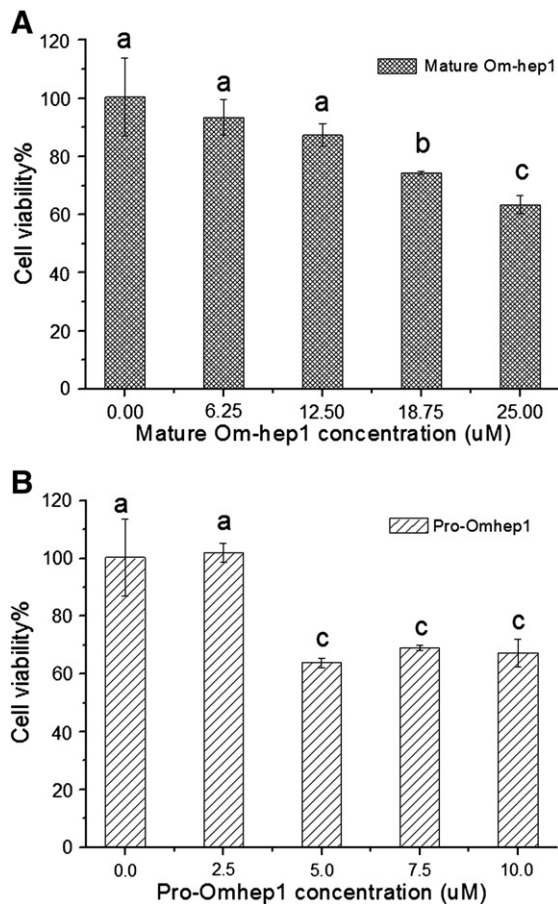 A
a
a
a
b
c
Mature Om-hep1
120
100
80
60
40
20
0
Cell viability%
0.00 6.25 12.50 18.75 25.00
Mature Om-hep1 concentration (uM)
B
a
a
c
c
c
Pro-Omhep1
120
100
80
60
40
20
0
Cell viability%
0.0 2.5 5.0 7.5 10.0
Pro-Omhep1 concentration (uM)